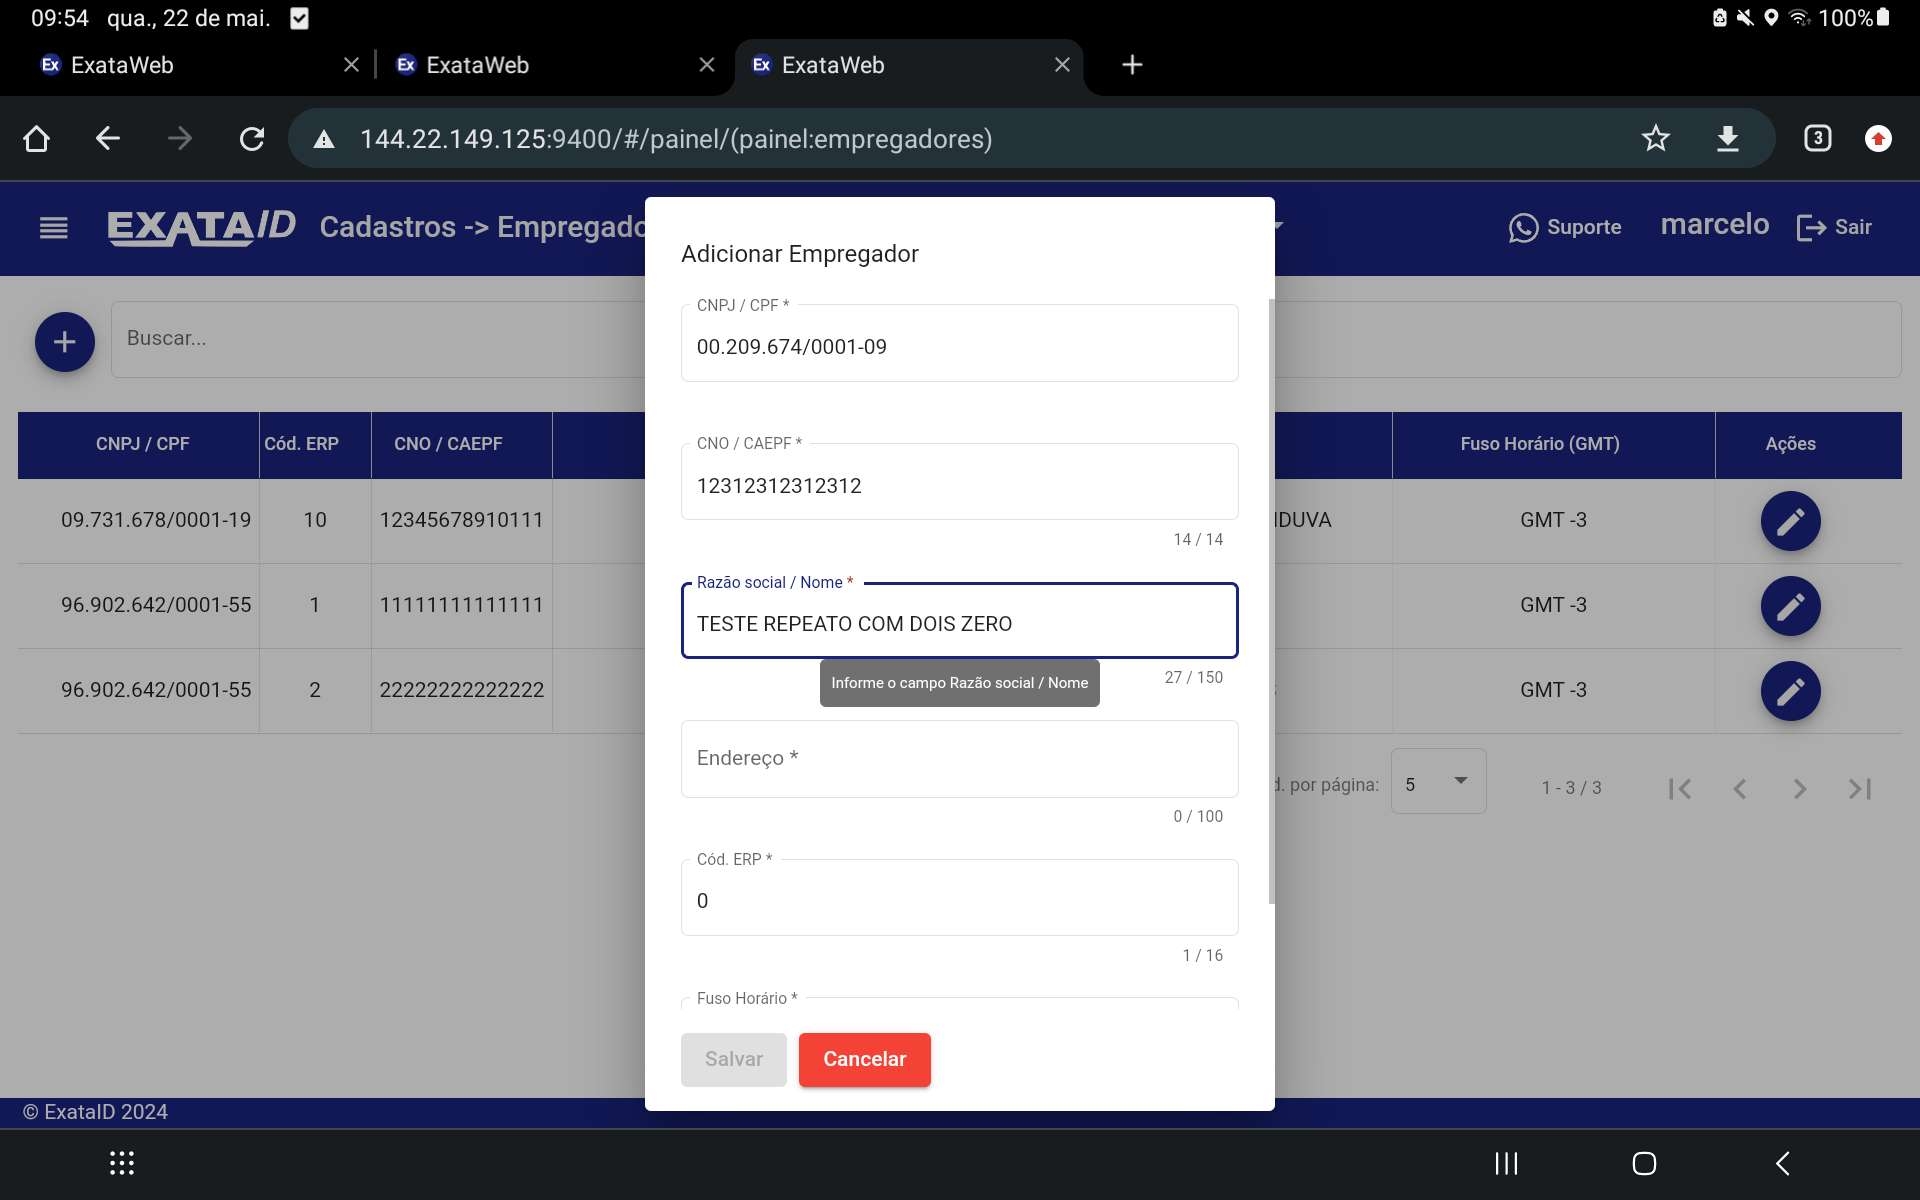 09:54 qua., 22 de mai. 100%
Ex ExataWeb Ex ExataWeb Ex ExataWeb
144.22.149.125:9400/#/painel/(painel:empregadores) 3
EXATAID Cadastros -> Empregado Suporte marcelo Sair
Adicionar Empregador
CNPJ / CPF *
Buscar... 00.209.674/0001-09
CNPJ / CPF Cód. ERP CNO / CAEPF CNO / CAEPF * Fuso Horário (GMT) Ações
12312312312312
09.731.678/0001-19 10 12345678910111 IDUVA GMT -3
14 / 14
Razão social / Nome *
96.902.642/0001-55 1 11111111111111 GMT -3
TESTE REPEATO COM DOIS ZERO
27 / 150
Informe o campo Razão social / Nome
96.902.642/0001-55 2 22222222222222 GMT -3
Endereço *
d. por página: 5 1 - 3 / 3
0 / 100
Cód. ERP *
0
1 / 16
Fuso Horário *
Salvar Cancelar
© ExataID 2024